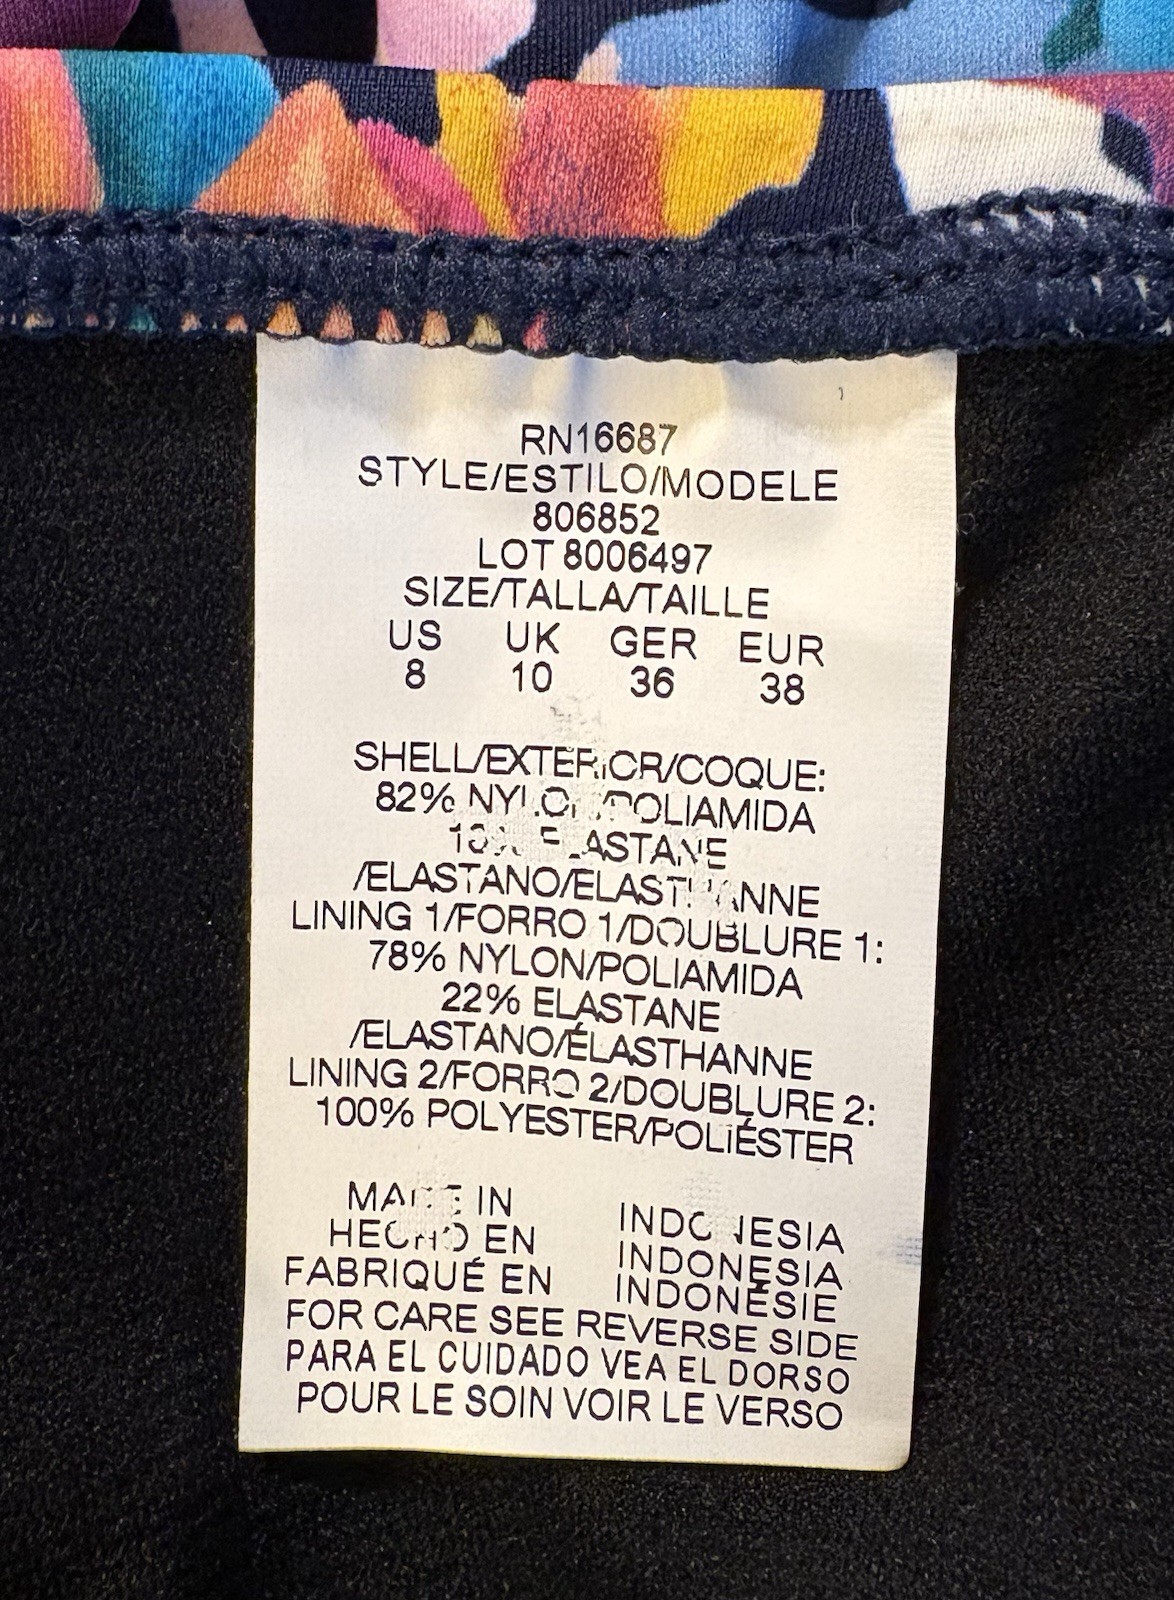 RN16687
STYLE/ESTILO/MODELE
806852
LOT 8006497
SIZE/TALLA/TAILLE
US UK GER EUR
8 10 36 38
SHELL/EXTERIOR/COQUE:
82% NYLON/POLIAMIDA
ELASTANE
/ELASTANO/ELASTHANNE
LINING 1/FORRO 1/DOUBLURE 1:
78% NYLON/POLIAMIDA
22% ELASTANE
/ELASTANO/ÉLASTHANNE
LINING 2/FORRO 2/DOUBLURE 2:
100% POLYESTER/POLIÉSTER
MADE IN INDONESIA
HECHO EN INDONESIA
FABRIQUÉ EN INDONÉSIE
FOR CARE SEE REVERSE SIDE
PARA EL CUIDADO VEA EL DORSO
POUR LE SOIN VOIR LE VERSO